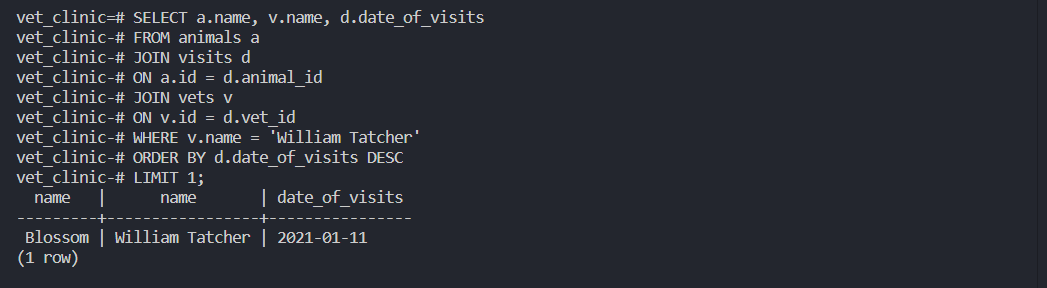 vet_clinic=# SELECT a.name, v.name, d.date_of_visits
vet_clinic-# FROM animals a
vet_clinic-# JOIN visits d
vet_clinic-# ON a.id = d.animal_id
vet_clinic-# JOIN vets v
vet_clinic-# ON v.id = d.vet_id
vet_clinic-# WHERE v.name = 'William Tatcher'
vet_clinic-# ORDER BY d.date_of_visits DESC
vet_clinic-# LIMIT 1;
  name   |      name       | date_of_visits
---------+-----------------+----------------
 Blossom | William Tatcher | 2021-01-11
(1 row)